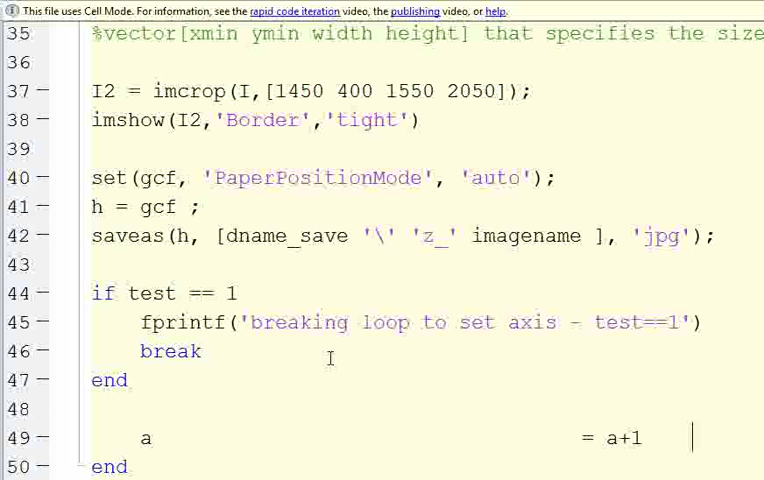 This file uses Cell Mode. For information, see the rapid code iteration video, the publishing video, or help.
35 %vector[xmin ymin width height] that specifies the size
36
37 — I2 = imcrop(I,[1450 400 1550 2050]);
38 — imshow(I2,'Border','tight')
39
40 — set(gcf, 'PaperPositionMode', 'auto');
41 — h = gcf ;
42 — saveas(h, [dname_save '\' 'z_' imagename ], 'jpg');
43
44 — if test == 1
45 — fprintf('breaking loop to set axis - test==1')
46 — break
47 — end
48
49 — a = a+1
50 — end